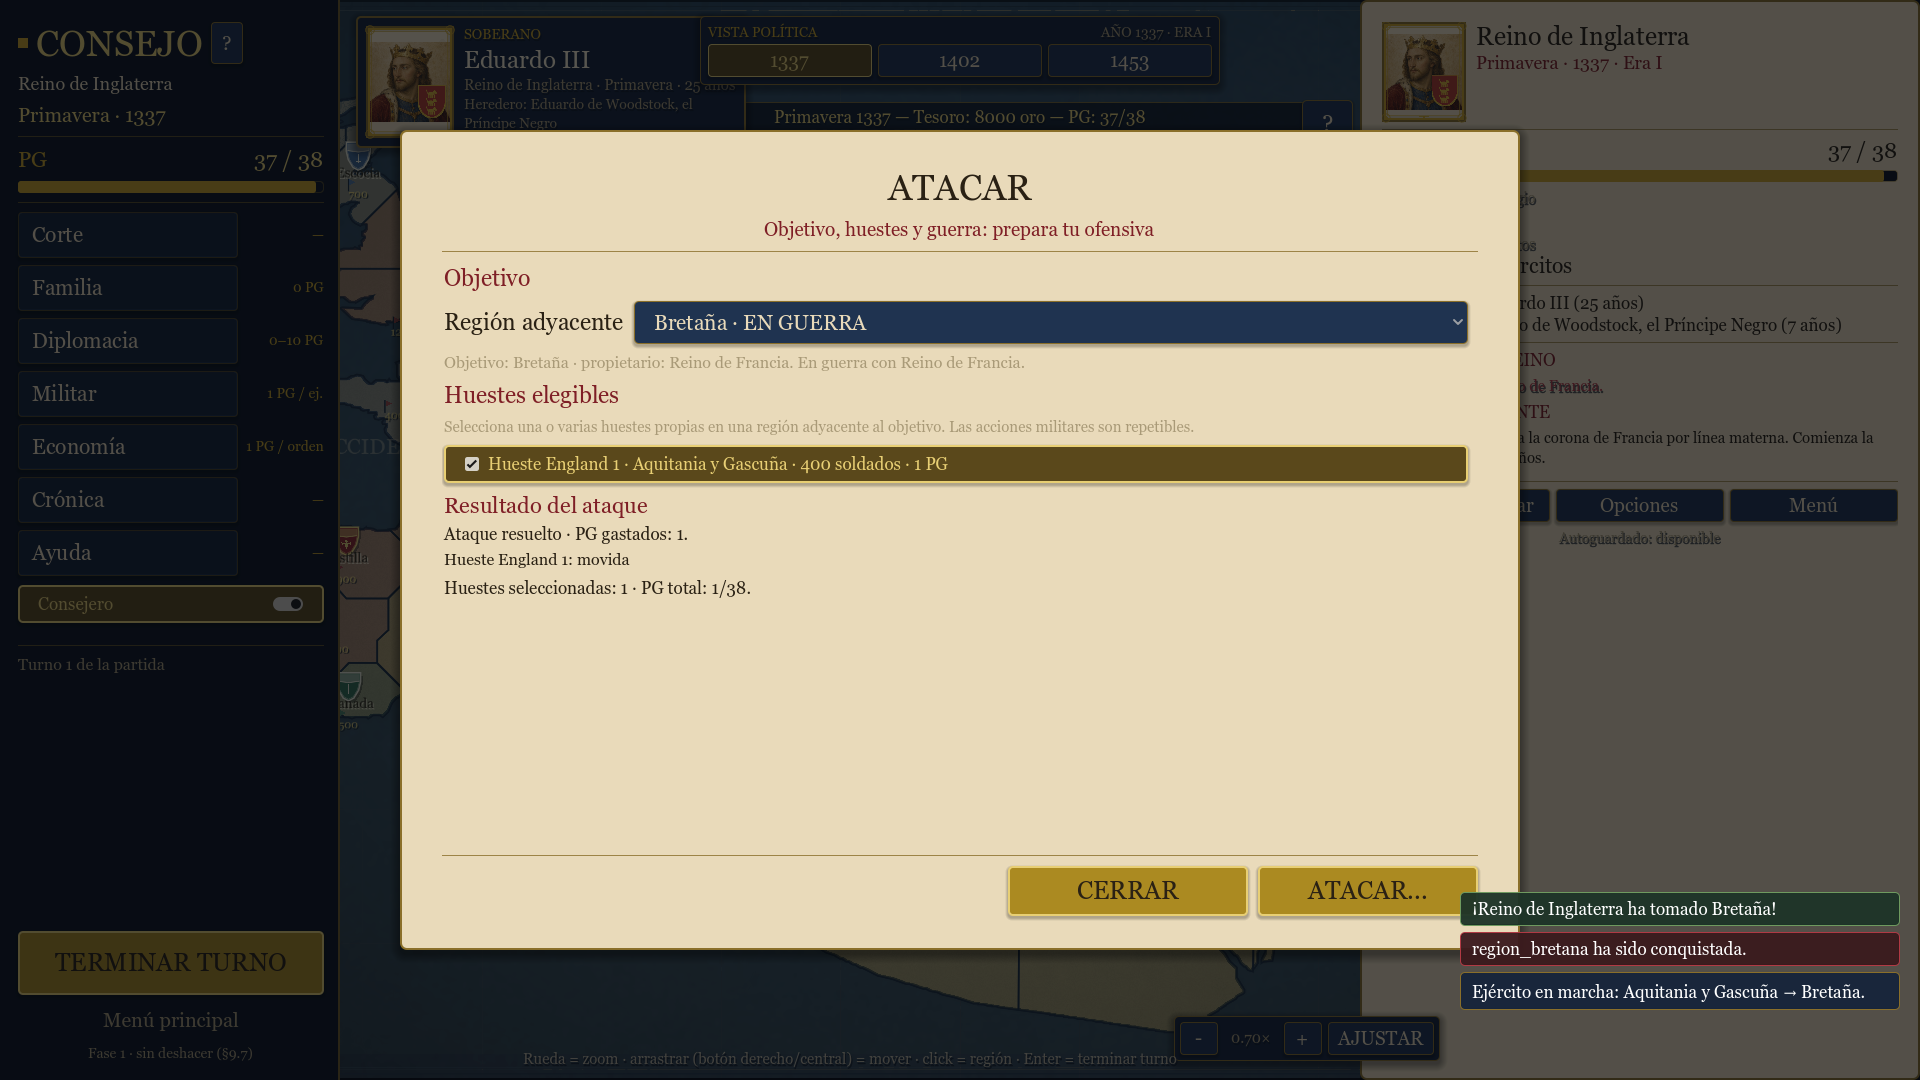 CONSEJO ?
Reino de Inglaterra
Primavera · 1337
PG 37 / 38
Corte —
Familia 0 PG
Diplomacia 0–10 PG
Militar 1 PG / ej.
Economía 1 PG / orden
Crónica —
Ayuda —
Consejero
Turno 1 de la partida
TERMINAR TURNO
Menú principal
Fase 1 · sin deshacer (§9.7)
SOBERANO
Eduardo III
Reino de Inglaterra · Primavera · 25 años
Heredero: Eduardo de Woodstock, el
Príncipe Negro
VISTA POLÍTICA AÑO 1337 · ERA I
1337 1402 1453
Primavera 1337 — Tesoro: 8000 oro — PG: 37/38
?
Escocia
700
ATACAR
Objetivo, huestes y guerra: prepara tu ofensiva
Objetivo
Región adyacente Bretaña · EN GUERRA
Objetivo: Bretaña · propietario: Reino de Francia. En guerra con Reino de Francia.
Huestes elegibles
Selecciona una o varias huestes propias en una región adyacente al objetivo. Las acciones militares son repetibles.
Hueste England 1 · Aquitania y Gascuña · 400 soldados · 1 PG
Resultado del ataque
Ataque resuelto · PG gastados: 1.
Hueste England 1: movida
Huestes seleccionadas: 1 · PG total: 1/38.
CERRAR ATACAR...
Reino de Inglaterra
Primavera · 1337 · Era I
37 / 38
gio
tos
rcitos
rdo III (25 años)
o de Woodstock, el Príncipe Negro (7 años)
EINO
o de Francia.
NTE
a la corona de Francia por línea materna. Comienza la
ños.
ar Opciones Menú
Autoguardado: disponible
¡Reino de Inglaterra ha tomado Bretaña!
region_bretana ha sido conquistada.
Ejército en marcha: Aquitania y Gascuña → Bretaña.
- 0.70× + AJUSTAR
Rueda = zoom · arrastrar (botón derecho/central) = mover · click = región · Enter = terminar turno